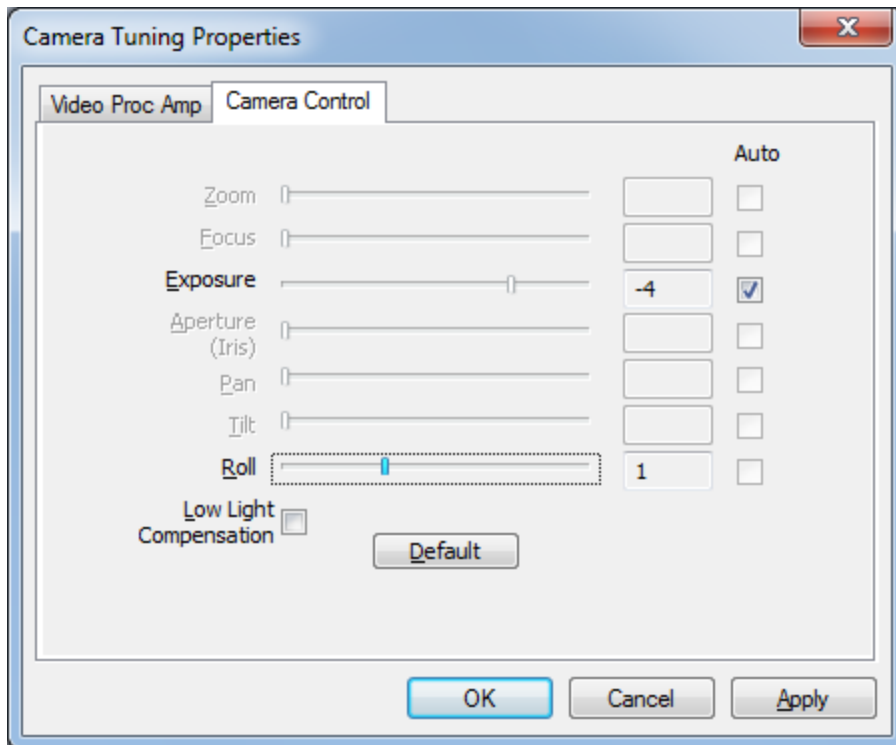 Camera Tuning Properties
Video Proc Amp
Camera Control
Auto
Zoom
Focus
Exposure
-4
Aperture
(Iris)
Pan
Tilt
Roll
1
Low Light
Compensation
Default
OK
Cancel
Apply